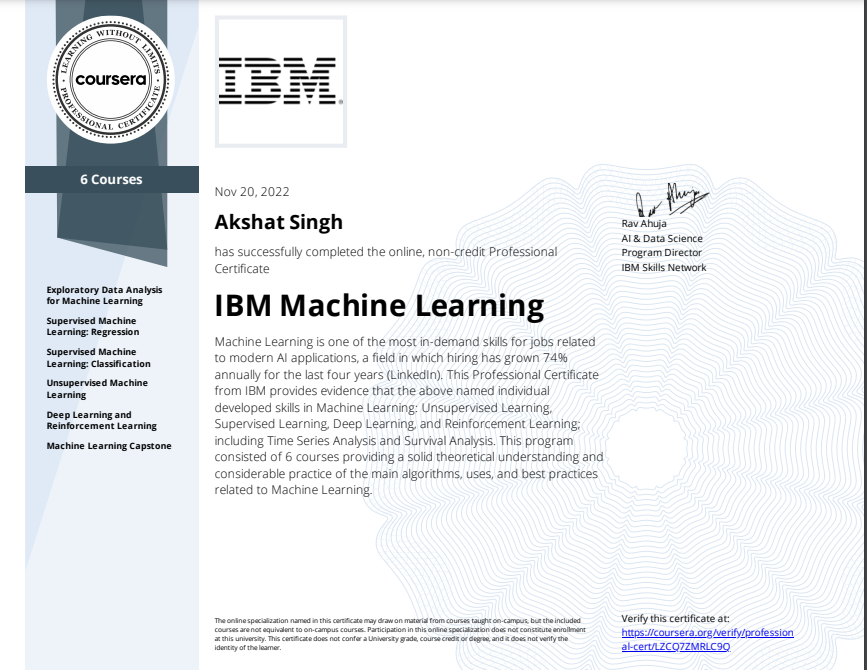 LEARNING WITHOUT LIMITS
coursera
PROFESSIONAL CERTIFICATE
6 Courses
Exploratory Data Analysis
for Machine Learning
Supervised Machine
Learning: Regression
Supervised Machine
Learning: Classification
Unsupervised Machine
Learning
Deep Learning and
Reinforcement Learning
Machine Learning Capstone
IBM®
Nov 20, 2022
Akshat Singh
has successfully completed the online, non-credit Professional
Certificate
IBM Machine Learning
Machine Learning is one of the most in-demand skills for jobs related
to modern AI applications, a field in which hiring has grown 74%
annually for the last four years (LinkedIn). This Professional Certificate
from IBM provides evidence that the above named individual
developed skills in Machine Learning: Unsupervised Learning,
Supervised Learning, Deep Learning, and Reinforcement Learning;
including Time Series Analysis and Survival Analysis. This program
consisted of 6 courses providing a solid theoretical understanding and
considerable practice of the main algorithms, uses, and best practices
related to Machine Learning.
Rav Ahuja
Rav Ahuja
AI & Data Science
Program Director
IBM Skills Network
The online specialization named in this certificate may draw on material from courses taught on-campus, but the included
courses are not equivalent to on-campus courses. Participation in this online specialization does not constitute enrollment
at this university. This certificate does not confer a University grade, course credit or degree, and it does not verify the
identity of the learner.
Verify this certificate at:
https://coursera.org/verify/profession
al-cert/LZCQ7ZMRLC9Q